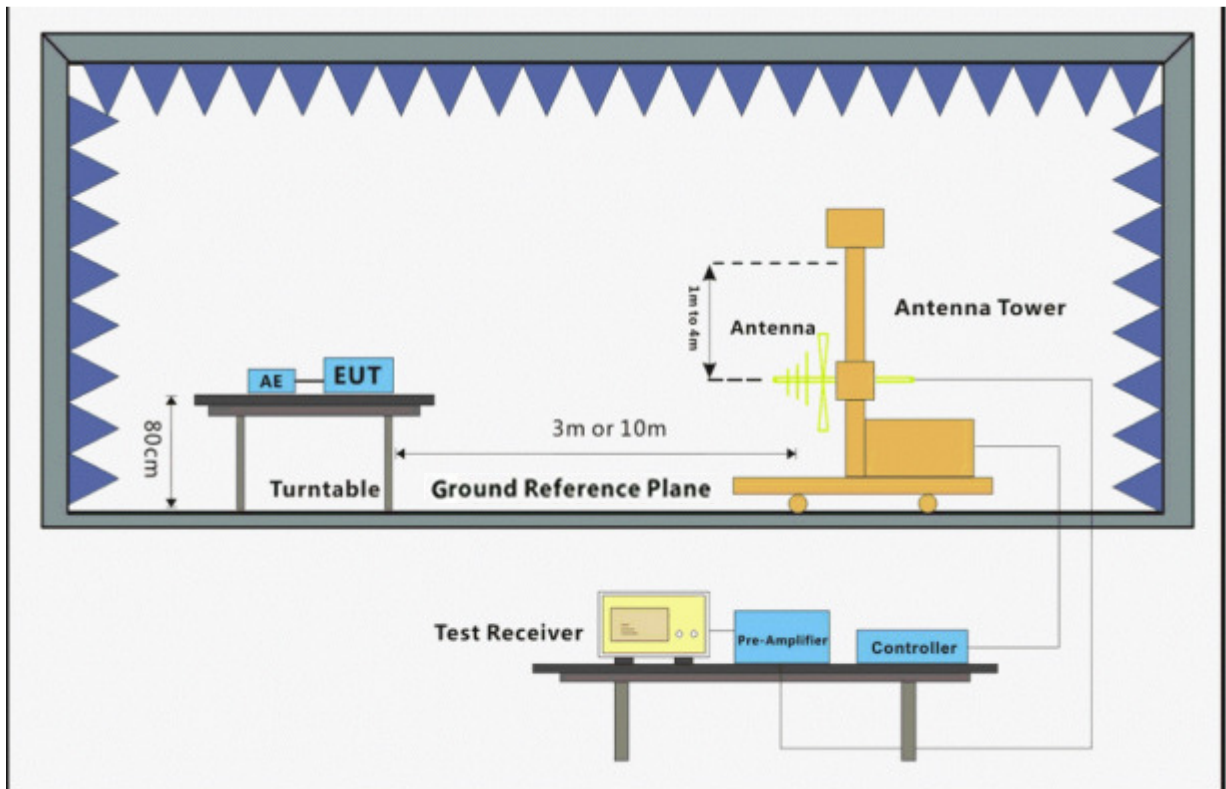 1m to 4m
Antenna
Antenna Tower
AE
EUT
80cm
3m or 10m
Turntable
Ground Reference Plane
Test Receiver
Pre-Amplifier
Controller